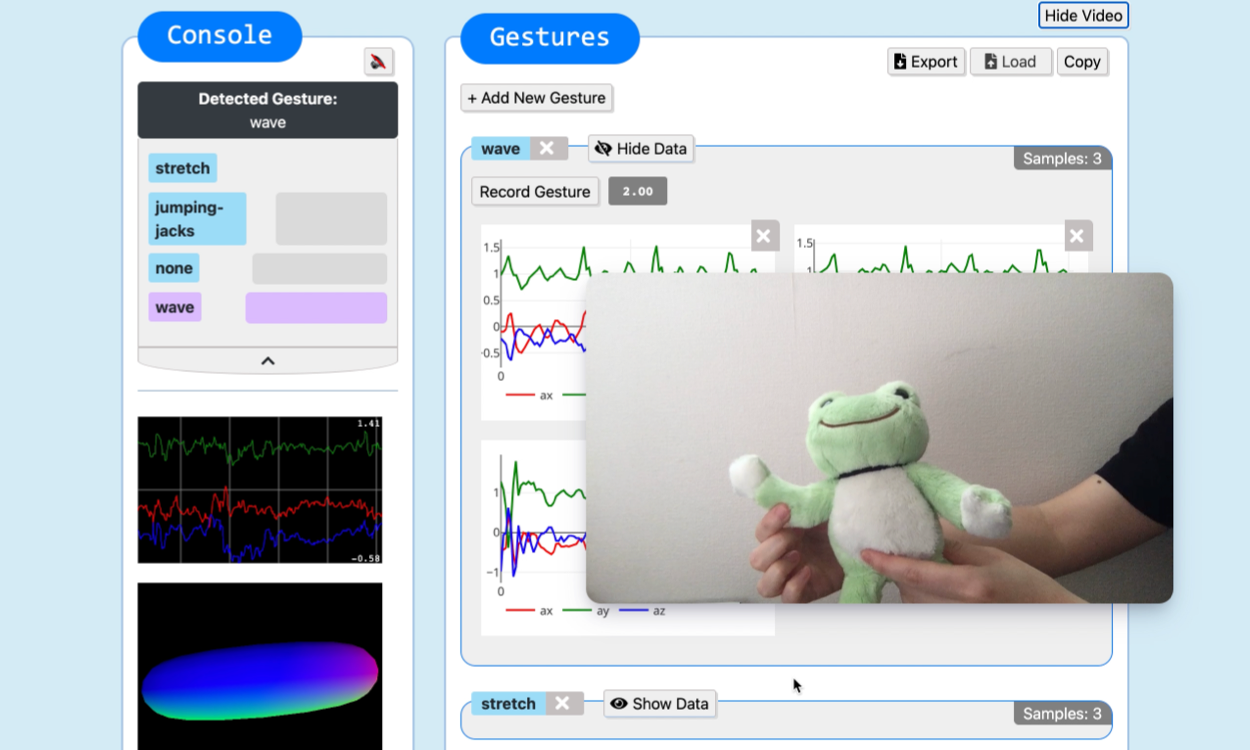 Console
Detected Gesture:
wave
stretch
jumping-
jacks
none
wave
1.41
-0.58
Hide Video
Gestures
Export
Load
Copy
+ Add New Gesture
wave
Hide Data
Samples: 3
Record Gesture
2.00
1.5
1
0.5
0
-0.5
0
ax
1.5
1
1
0
-1
0
ax
ay
az
stretch
Show Data
Samples: 3